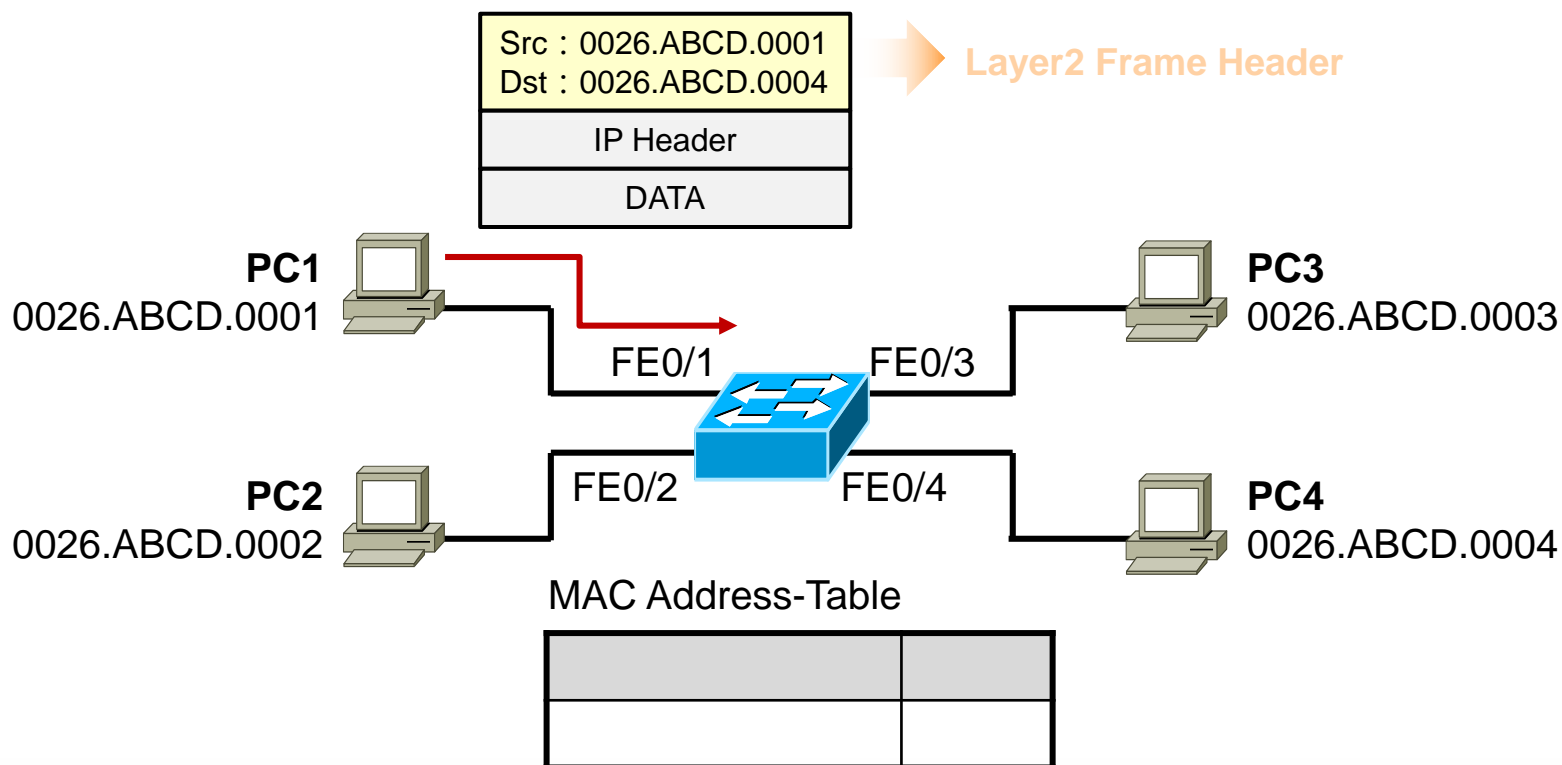 Src : 0026.ABCD.0001
Dst : 0026.ABCD.0004
Layer2 Frame Header
IP Header
DATA
PC1
0026.ABCD.0001
PC3
0026.ABCD.0003
FE0/1
FE0/3
FE0/2
FE0/4
PC2
0026.ABCD.0002
PC4
0026.ABCD.0004
MAC Address-Table